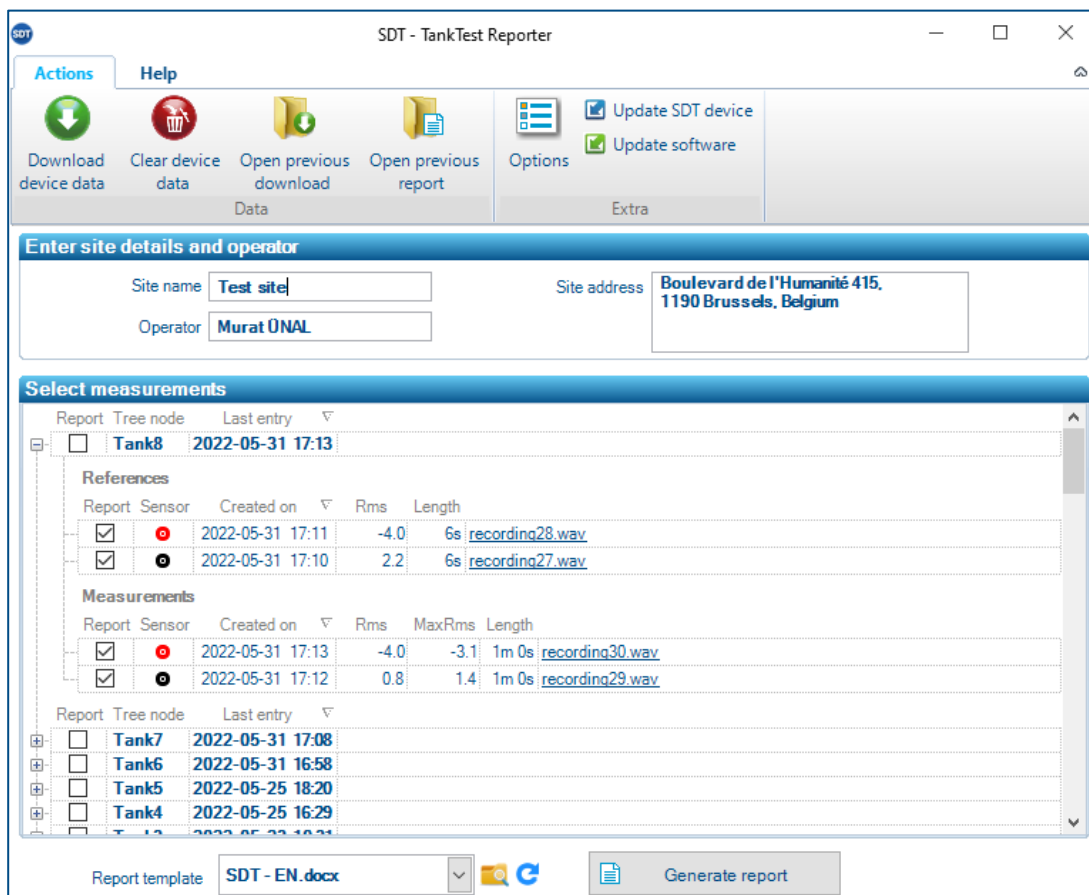 SDT
SDT - TankTest Reporter
Actions Help
Download device data
Clear device data
Open previous download
Open previous report
Data
Options
Update SDT device
Update software
Extra
Enter site details and operator
Site name Test site
Site address Boulevard de l'Humanité 415,
1190 Brussels, Belgium
Operator Murat ÜNAL
Select measurements
Report Tree node Last entry
Tank8 2022-05-31 17:13
References
Report Sensor Created on Rms Length
2022-05-31 17:11 -4.0 6s recording28.wav
2022-05-31 17:10 2.2 6s recording27.wav
Measurements
Report Sensor Created on Rms MaxRms Length
2022-05-31 17:13 -4.0 -3.1 1m 0s recording30.wav
2022-05-31 17:12 0.8 1.4 1m 0s recording29.wav
Report Tree node Last entry
Tank7 2022-05-31 17:08
Tank6 2022-05-31 16:58
Tank5 2022-05-25 18:20
Tank4 2022-05-25 16:29
Report template SDT - EN.docx
Generate report